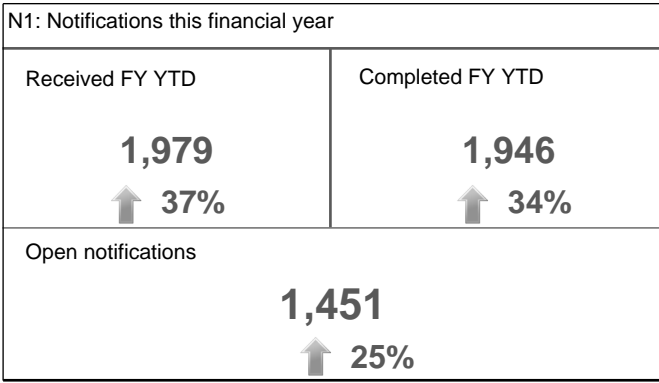 N1: Notifications this financial year
Received FY YTD
1,979
37%
Completed FY YTD
1,946
34%
Open notifications
1,451
25%